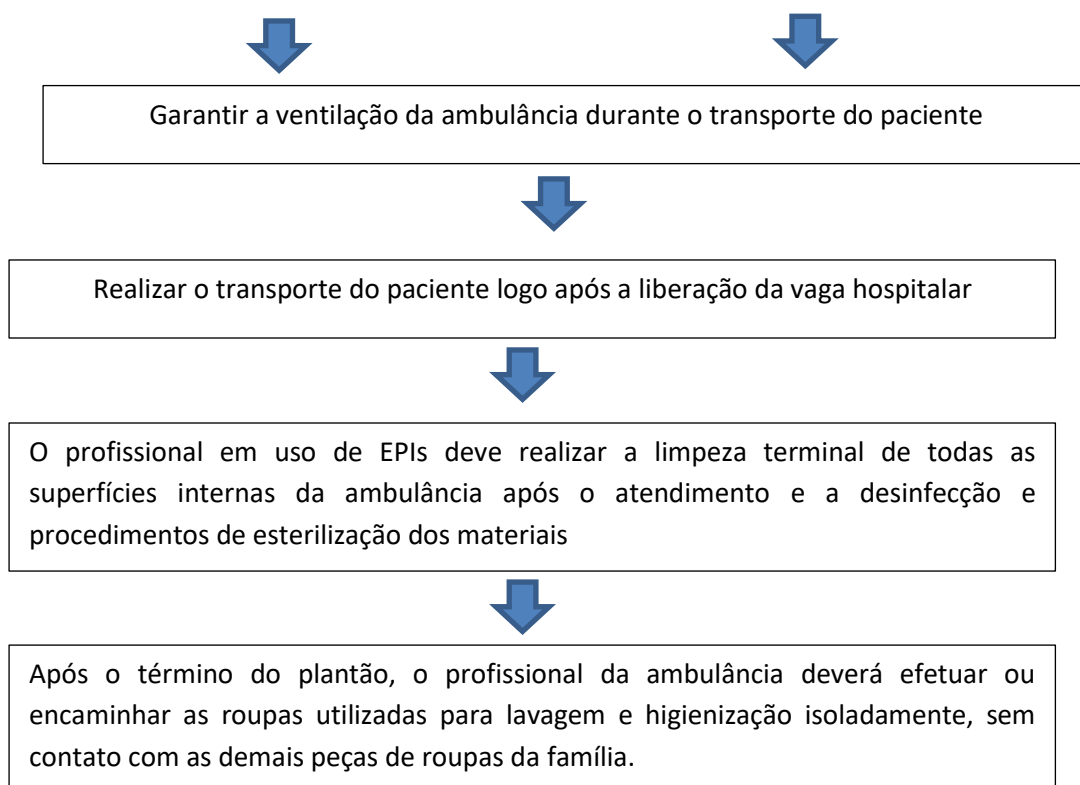 Garantir a ventilação da ambulância durante o transporte do paciente
Realizar o transporte do paciente logo após a liberação da vaga hospitalar
O profissional em uso de EPIs deve realizar a limpeza terminal de todas as
superfícies internas da ambulância após o atendimento e a desinfecção e
procedimentos de esterilização dos materiais
Após o término do plantão, o profissional da ambulância deverá efetuar ou
encaminhar as roupas utilizadas para lavagem e higienização isoladamente, sem
contato com as demais peças de roupas da família.